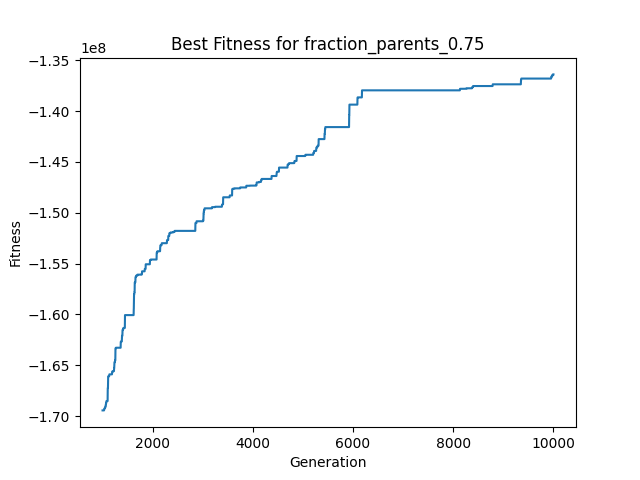 Best Fitness for fraction_parents_0.75
1e8
−1.35
−1.40
−1.45
−1.50
−1.55
−1.60
−1.65
−1.70
Fitness
2000 4000 6000 8000 10000
Generation